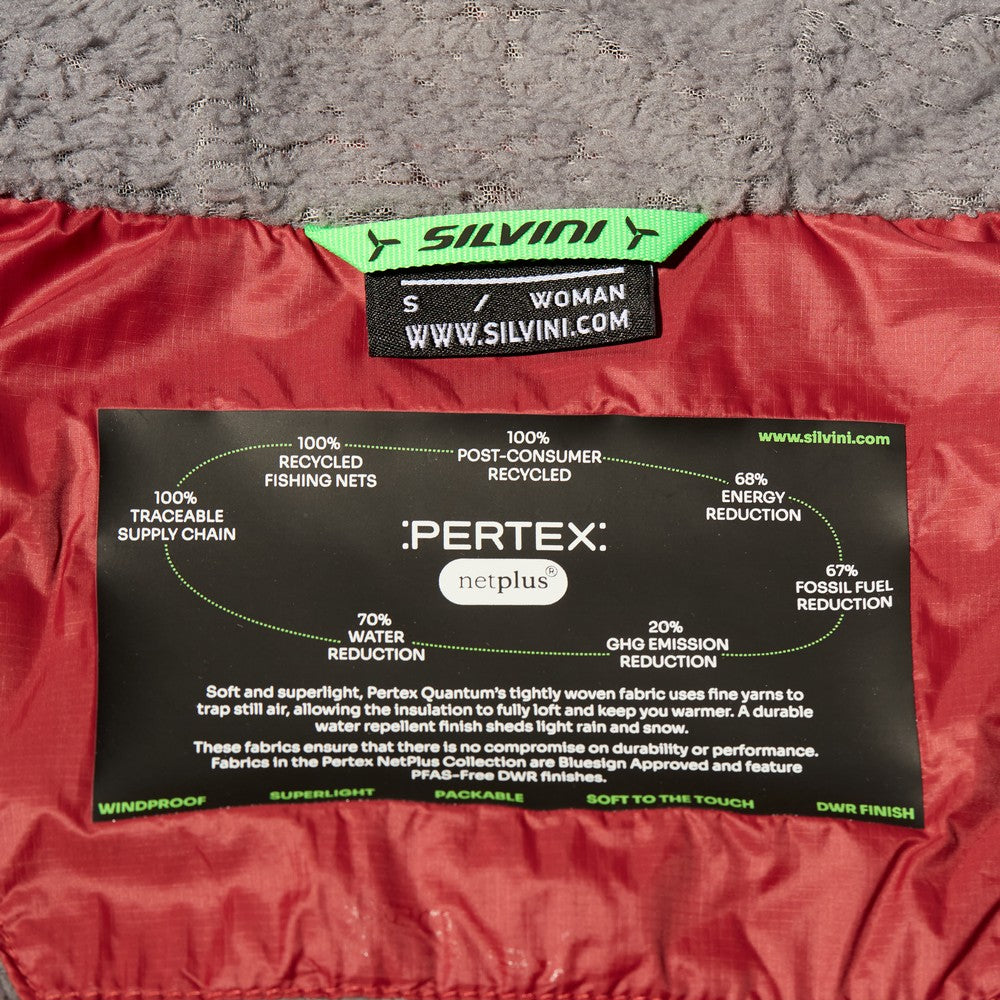 SILVINI
S / WOMAN
WWW.SILVINI.COM
www.silvini.com
100%
RECYCLED
FISHING NETS
100%
POST-CONSUMER
RECYCLED
68%
ENERGY
REDUCTION
100%
TRACEABLE
SUPPLY CHAIN
:PERTEX:
netplus®
67%
FOSSIL FUEL
REDUCTION
70%
WATER
REDUCTION
20%
GHG EMISSION
REDUCTION
Soft and superlight, Pertex Quantum's tightly woven fabric uses fine yarns to
trap still air, allowing the insulation to fully loft and keep you warmer. A durable
water repellent finish sheds light rain and snow.
These fabrics ensure that there is no compromise on durability or performance.
Fabrics in the Pertex NetPlus Collection are Bluesign Approved and feature
PFAS-Free DWR finishes.
WINDPROOF SUPERLIGHT PACKABLE SOFT TO THE TOUCH DWR FINISH